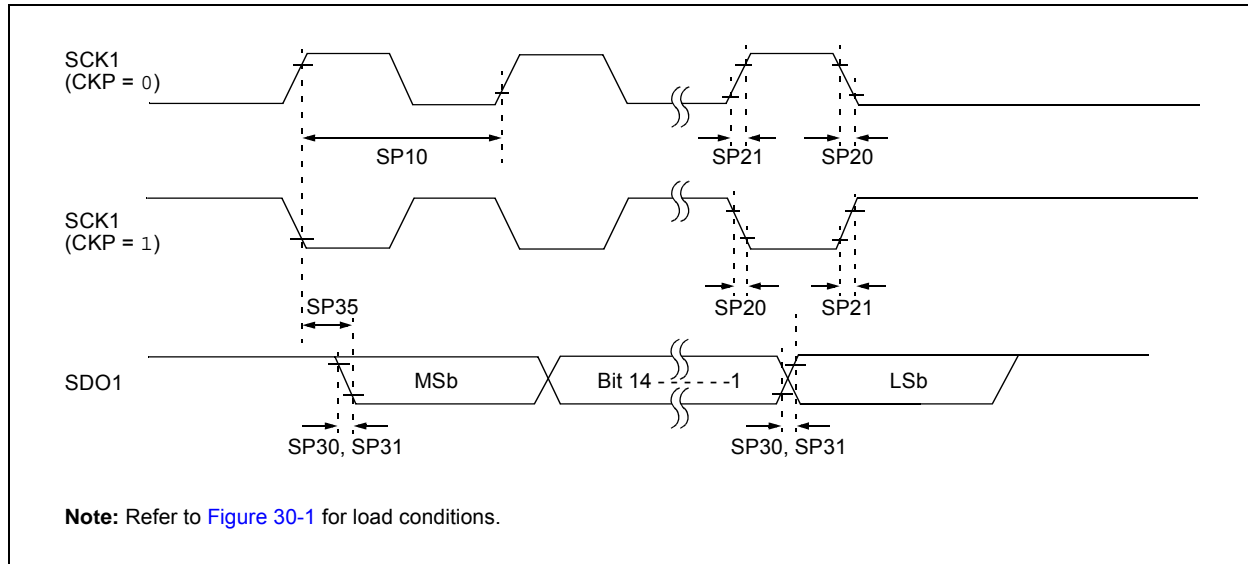 SCK1
(CKP = 0)
SP10
SP21
SP20
SCK1
(CKP = 1)
SP35
SP20
SP21
SDO1
MSb
Bit 14 - - - - - -1
LSb
SP30, SP31
SP30, SP31
Note: Refer to Figure 30-1 for load conditions.